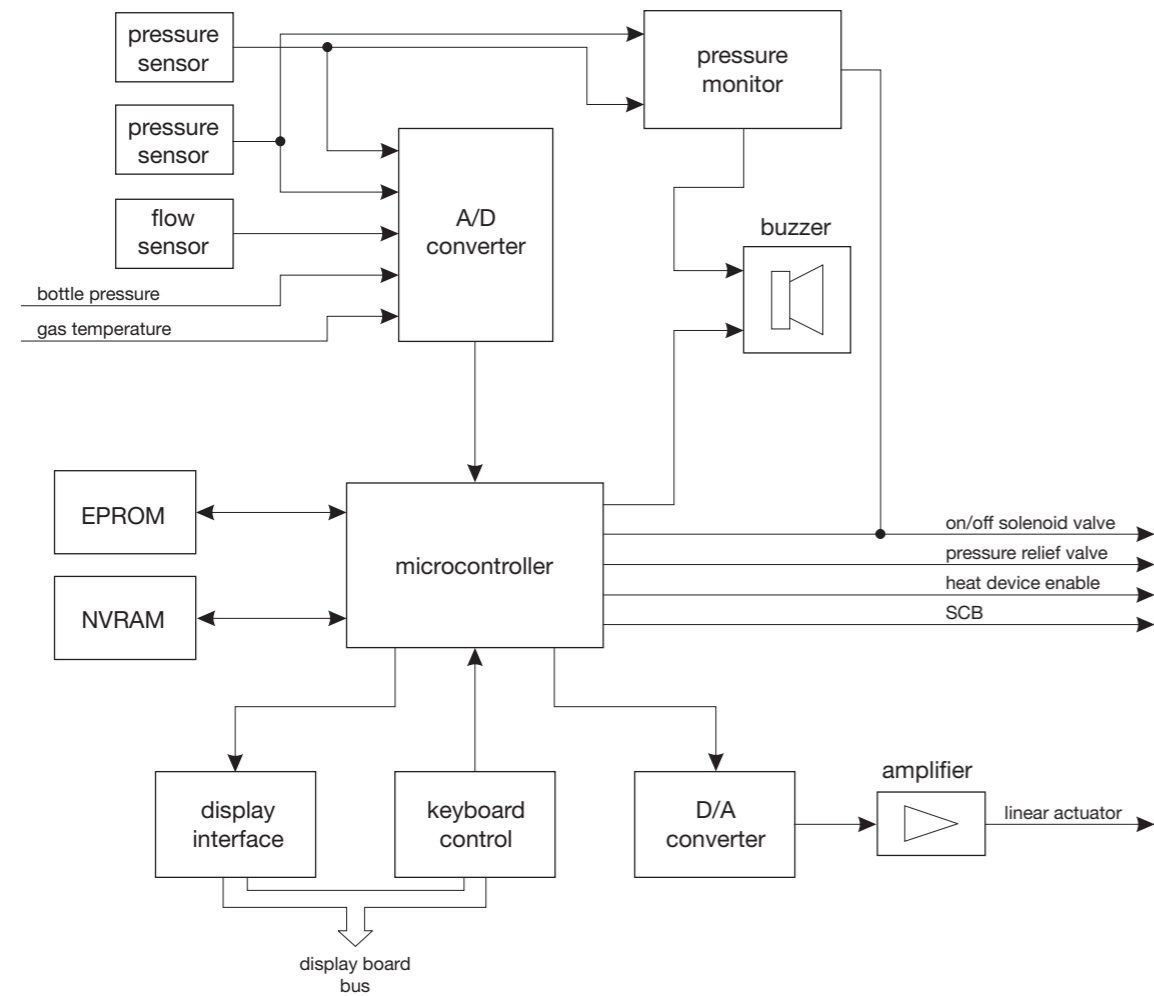 pressure
sensor
pressure
monitor
pressure
sensor
A/D
converter
flow
sensor
buzzer
bottle pressure
gas temperature
EPROM
microcontroller
on/off solenoid valve
pressure relief valve
heat device enable
SCB
NVRAM
display
interface
keyboard
control
D/A
converter
amplifier
linear actuator
display board
bus